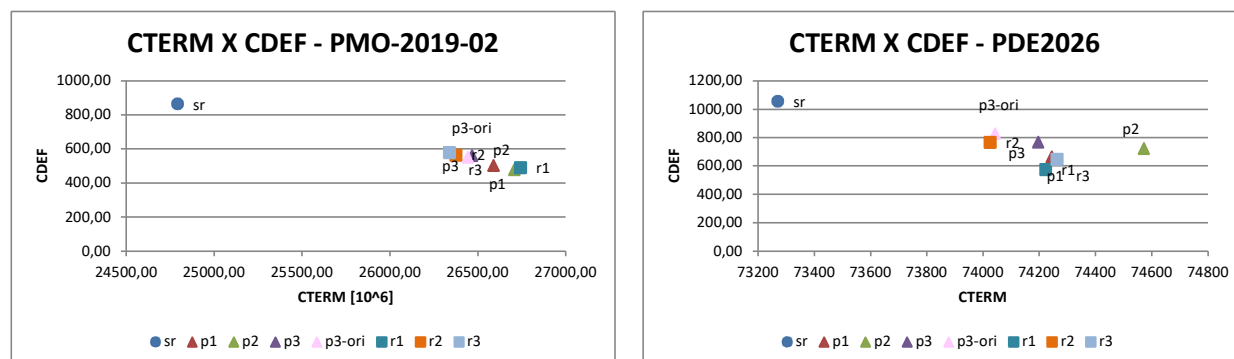 CTERM X CDEF - PMO-2019-02
CDEF
1000,00
800,00
600,00
400,00
200,00
0,00
sr
p3-ori
p3
r2
p2
r3
p1
r1
24500,00 25000,00 25500,00 26000,00 26500,00 27000,00
CTERM [10^6]
sr p1 p2 p3 p3-ori r1 r2 r3
CTERM X CDEF - PDE2026
CDEF
1200,00
1000,00
800,00
600,00
400,00
200,00
0,00
sr
p3-ori
p2
r2
p3
r1
p1
r3
73200 73400 73600 73800 74000 74200 74400 74600 74800
CTERM
sr p1 p2 p3 p3-ori r1 r2 r3